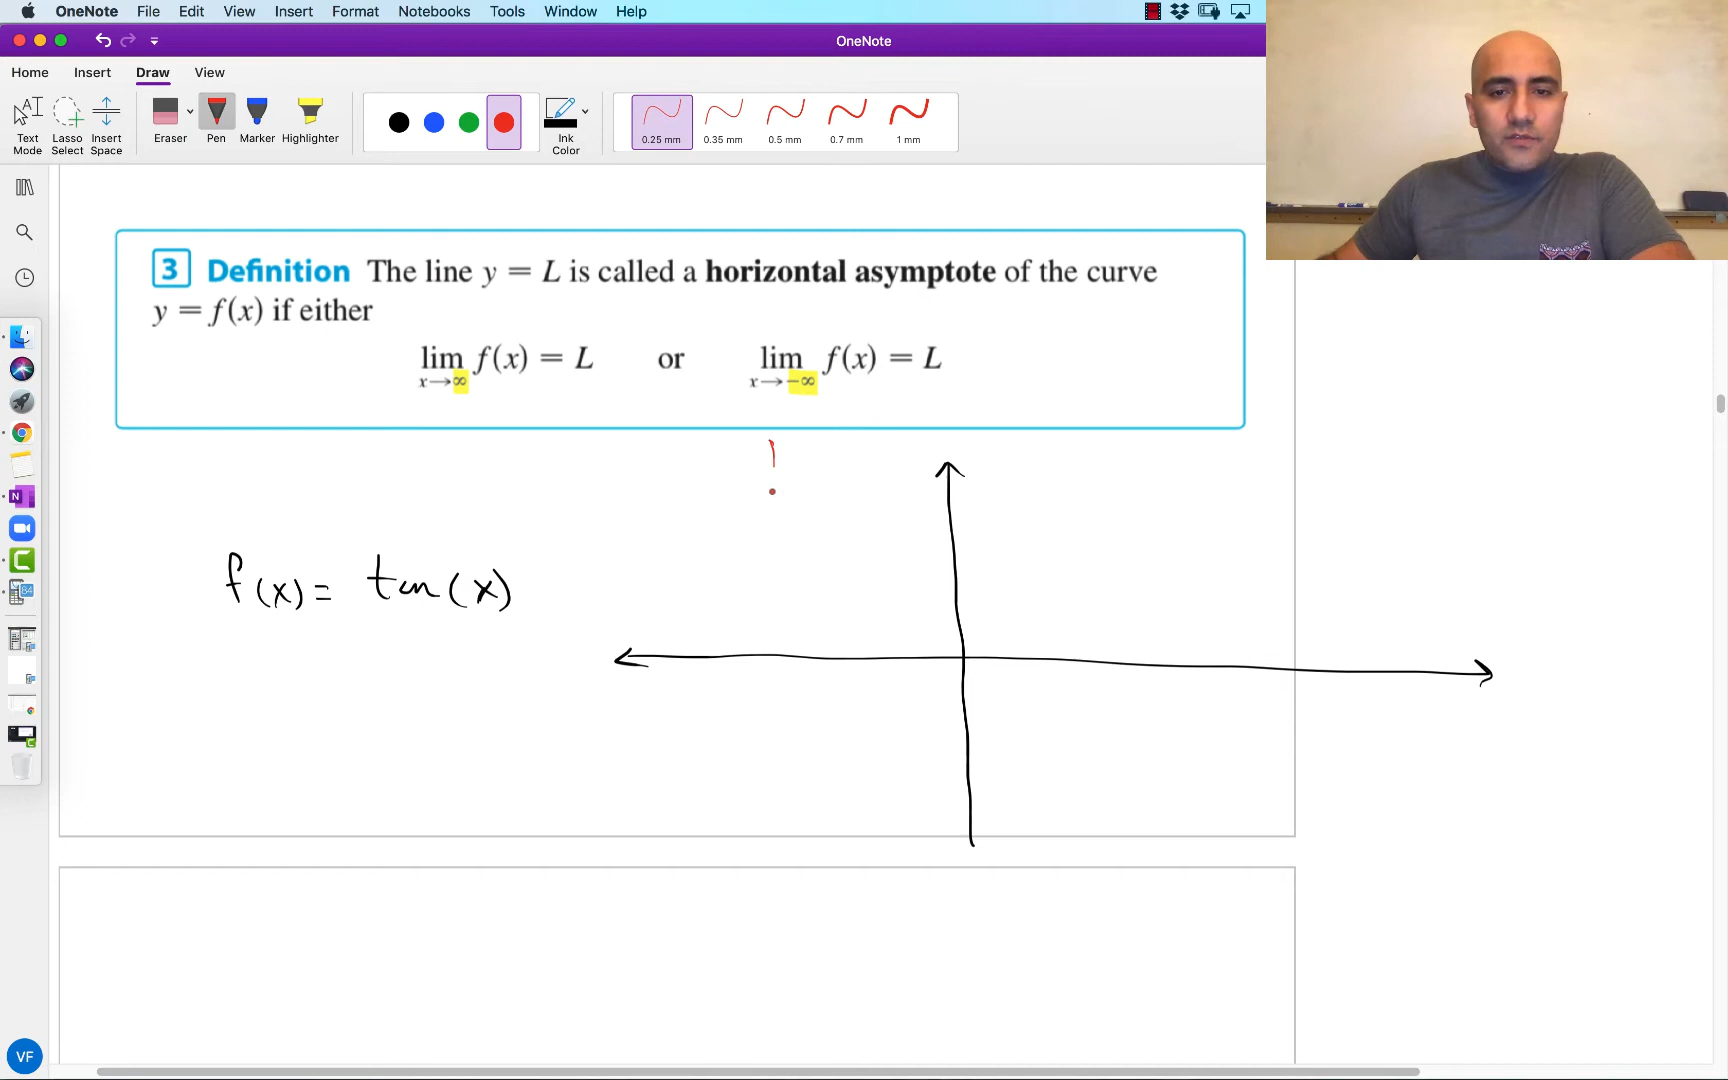 OneNote File Edit View Insert Format Notebooks Tools Window Help
OneNote
Home Insert Draw View
Text Mode
Lasso Select
Insert Space
Eraser
Pen
Marker
Highlighter
Ink Color
0.25 mm
0.35 mm
0.5 mm
0.7 mm
1 mm
3 Definition The line y = L is called a horizontal asymptote of the curve
y = f(x) if either
lim f(x) = L or lim f(x) = L
x→∞ x→−∞
f(x) = tan(x)
VF